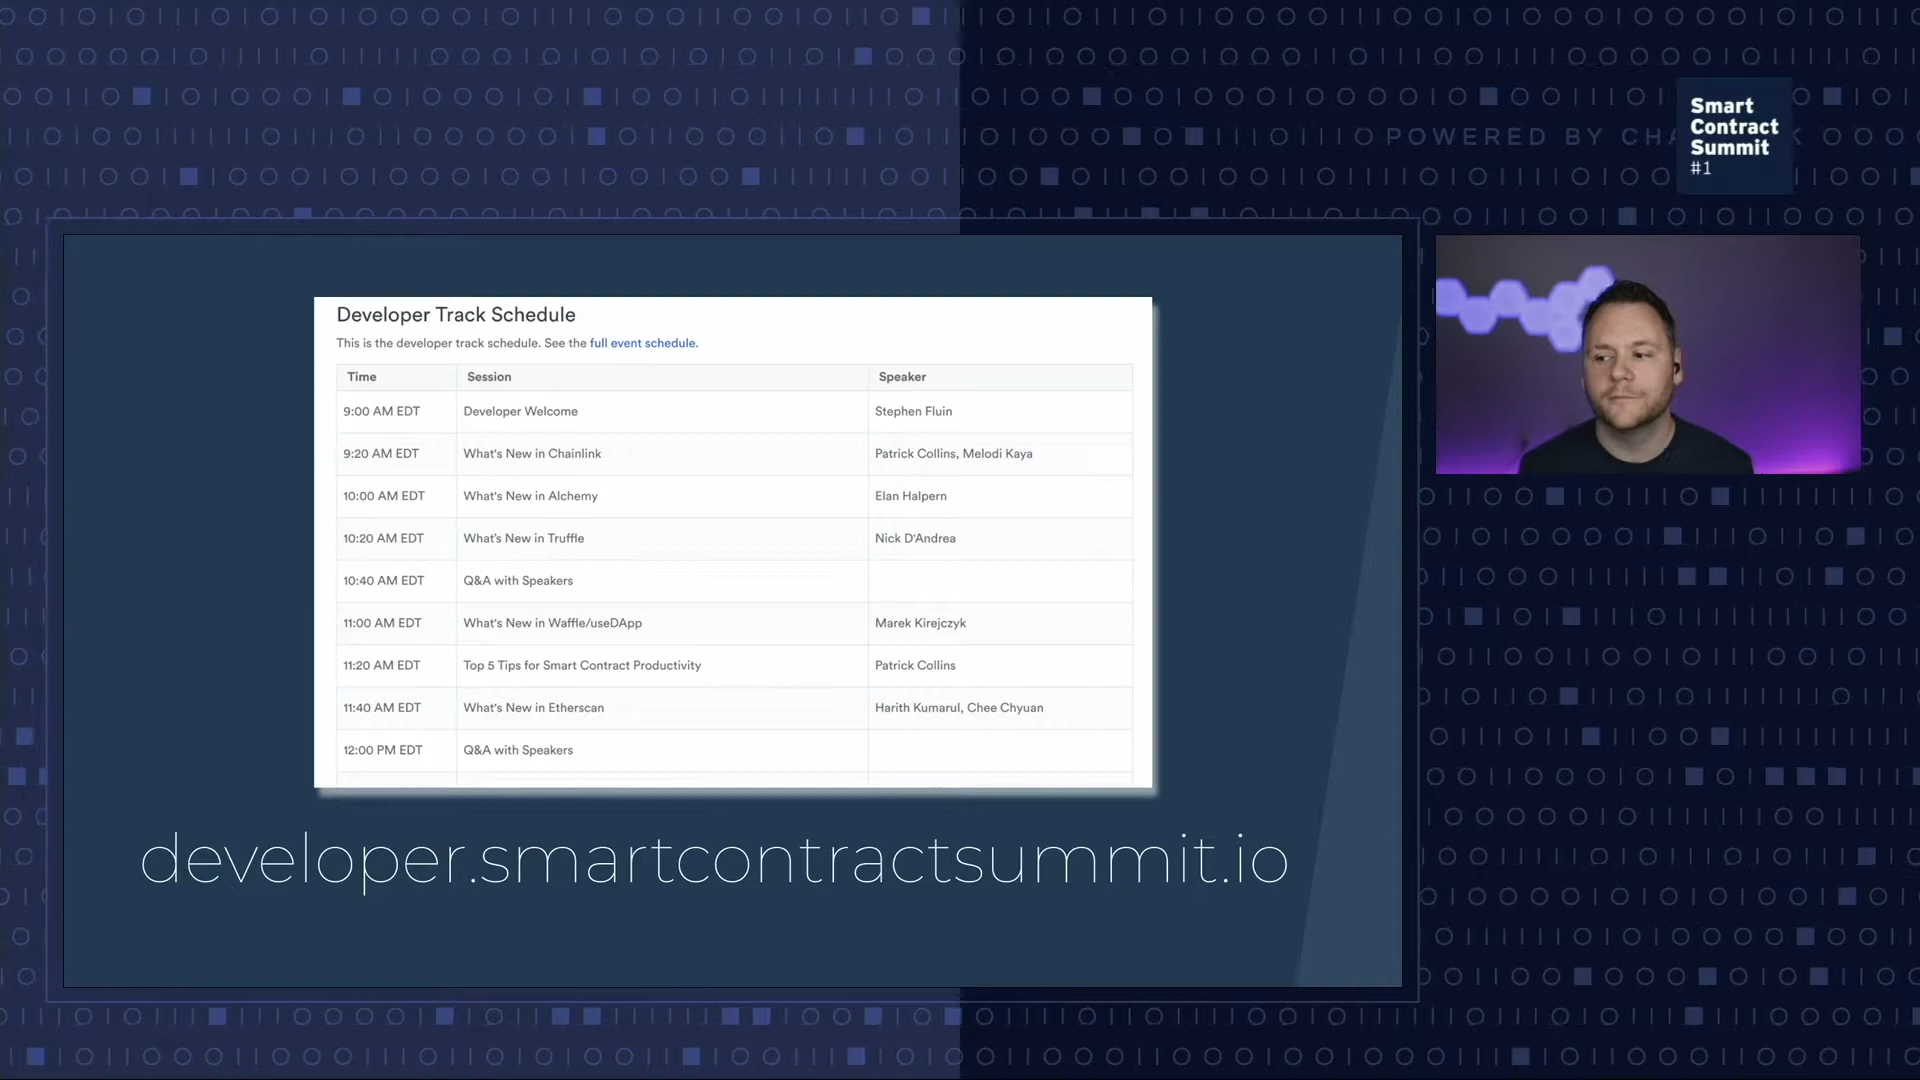 POWERED BY CHA K
Smart
Contract
Summit
#1
Developer Track Schedule
This is the developer track schedule. See the full event schedule.
Time Session Speaker
9:00 AM EDT Developer Welcome Stephen Fluin
9:20 AM EDT What's New in Chainlink Patrick Collins, Melodi Kaya
10:00 AM EDT What's New in Alchemy Elan Halpern
10:20 AM EDT What's New in Truffle Nick D'Andrea
10:40 AM EDT Q&A with Speakers
11:00 AM EDT What's New in Waffle/useDApp Marek Kirejczyk
11:20 AM EDT Top 5 Tips for Smart Contract Productivity Patrick Collins
11:40 AM EDT What's New in Etherscan Harith Kumarul, Chee Chyuan
12:00 PM EDT Q&A with Speakers
developer.smartcontractsummit.io